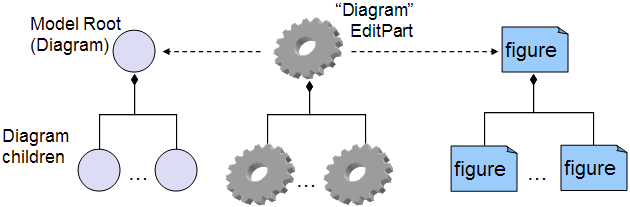 Model Root
(Diagram)
“Diagram”
EditPart
figure
Diagram
children
...
...
figure
...
figure